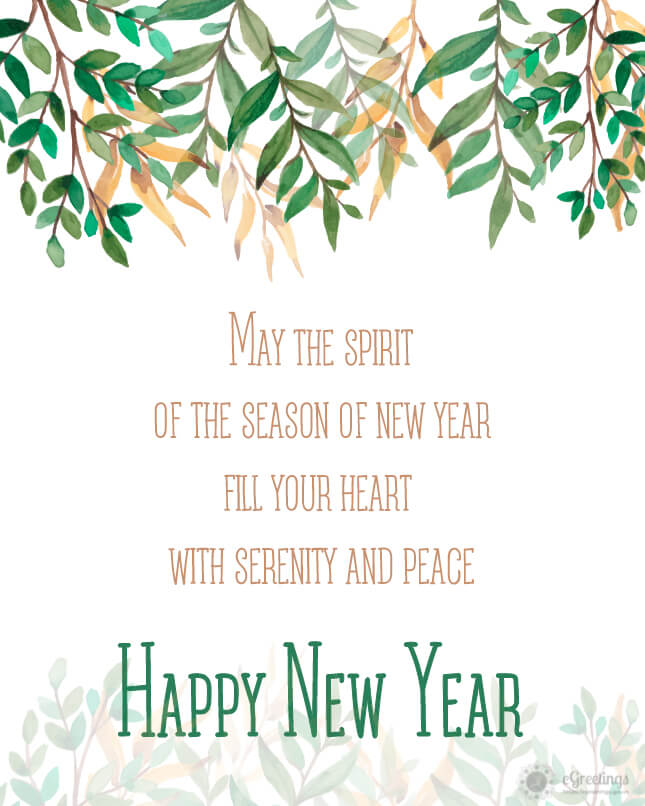 May the spirit
of the season of new year
fill your heart
with serenity and peace
Happy New Year
eGreetings